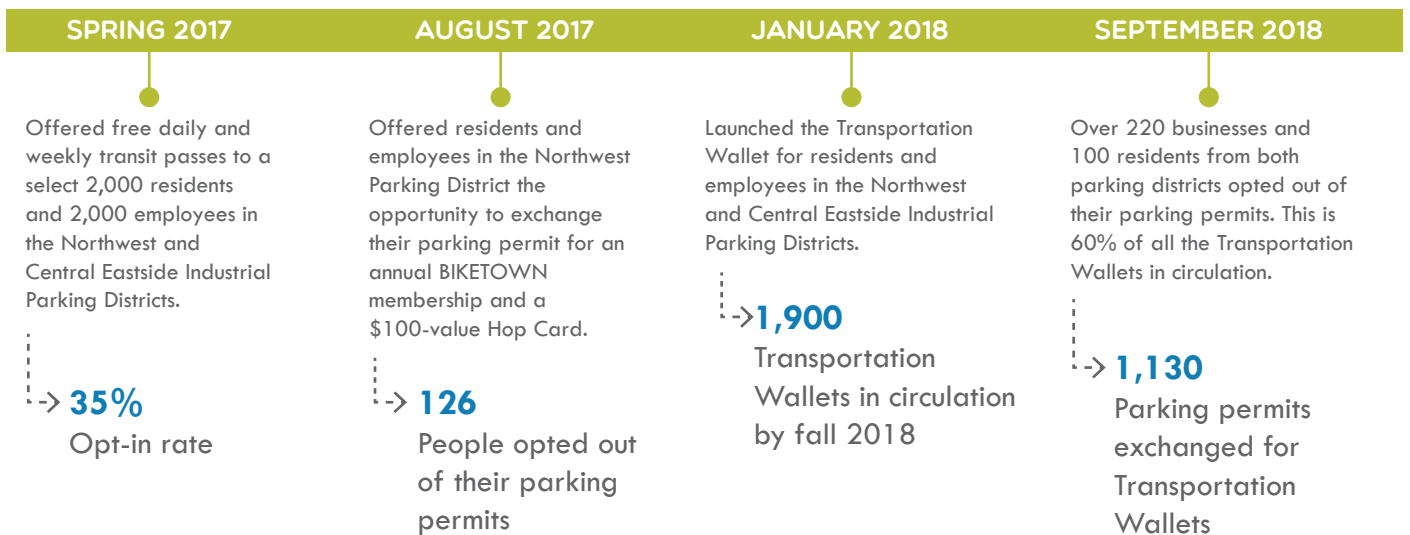 SPRING 2017
Offered free daily and
weekly transit passes to a
select 2,000 residents
and 2,000 employees in
the Northwest and
Central Eastside Industrial
Parking Districts.
35%
Opt-in rate
AUGUST 2017
Offered residents and
employees in the Northwest
Parking District the
opportunity to exchange
their parking permit for an
annual BIKETOWN
membership and a
$100-value Hop Card.
126
People opted out
of their parking
permits
JANUARY 2018
Launched the Transportation
Wallet for residents and
employees in the Northwest
and Central Eastside Industrial
Parking Districts.
1,900
Transportation
Wallets in circulation
by fall 2018
SEPTEMBER 2018
Over 220 businesses and
100 residents from both
parking districts opted out of
their parking permits. This is
60% of all the Transportation
Wallets in circulation.
1,130
Parking permits
exchanged for
Transportation
Wallets